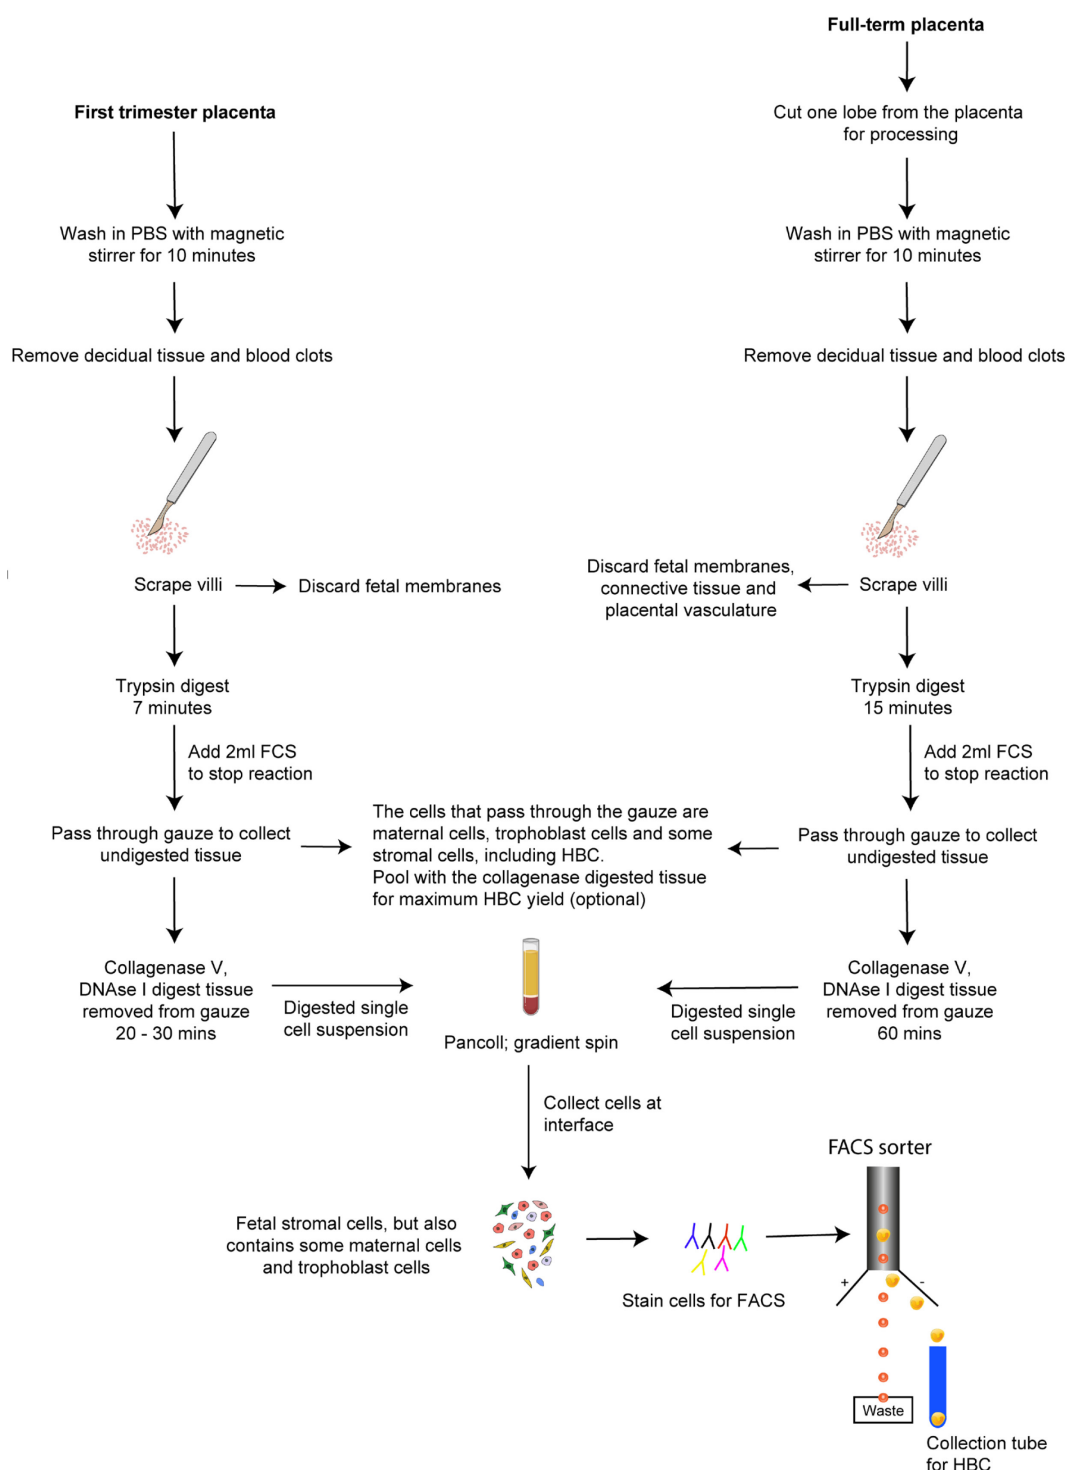 Full-term placenta
First trimester placenta
Cut one lobe from the placenta
for processing
Wash in PBS with magnetic
stirrer for 10 minutes
Wash in PBS with magnetic
stirrer for 10 minutes
Remove decidual tissue and blood clots
Remove decidual tissue and blood clots
Scrape villi
Discard fetal membranes
Discard fetal membranes,
connective tissue and
placental vasculature
Scrape villi
Trypsin digest
7 minutes
Trypsin digest
15 minutes
Add 2ml FCS
to stop reaction
Add 2ml FCS
to stop reaction
Pass through gauze to collect
undigested tissue
The cells that pass through the gauze are
maternal cells, trophoblast cells and some
stromal cells, including HBC.
Pool with the collagenase digested tissue
for maximum HBC yield (optional)
Pass through gauze to collect
undigested tissue
Collagenase V,
DNAse I digest tissue
removed from gauze
20 - 30 mins
Digested single
cell suspension
Pancoll; gradient spin
Digested single
cell suspension
Collagenase V,
DNAse I digest tissue
removed from gauze
60 mins
Collect cells at
interface
Fetal stromal cells, but also
contains some maternal cells
and trophoblast cells
Stain cells for FACS
FACS sorter
+
-
Waste
Collection tube
for HBC